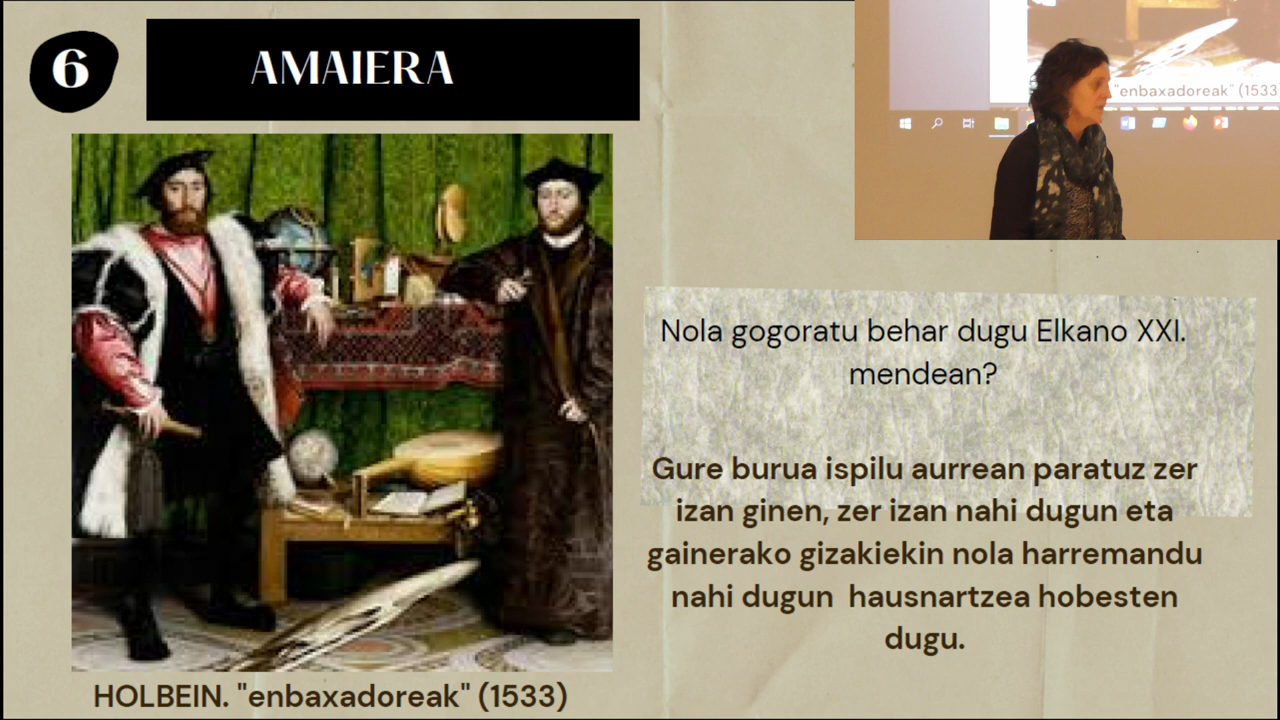 6
AMAIERA
"enbaxadoreak" (1533
Nola gogoratu behar dugu Elkano XXI.
mendean?
Gure burua ispilu aurrean paratuz zer
izan ginen, zer izan nahi dugun eta
gainerako gizakiekin nola harremandu
nahi dugun hausnartzea hobesten
dugu.
HOLBEIN. "enbaxadoreak" (1533)